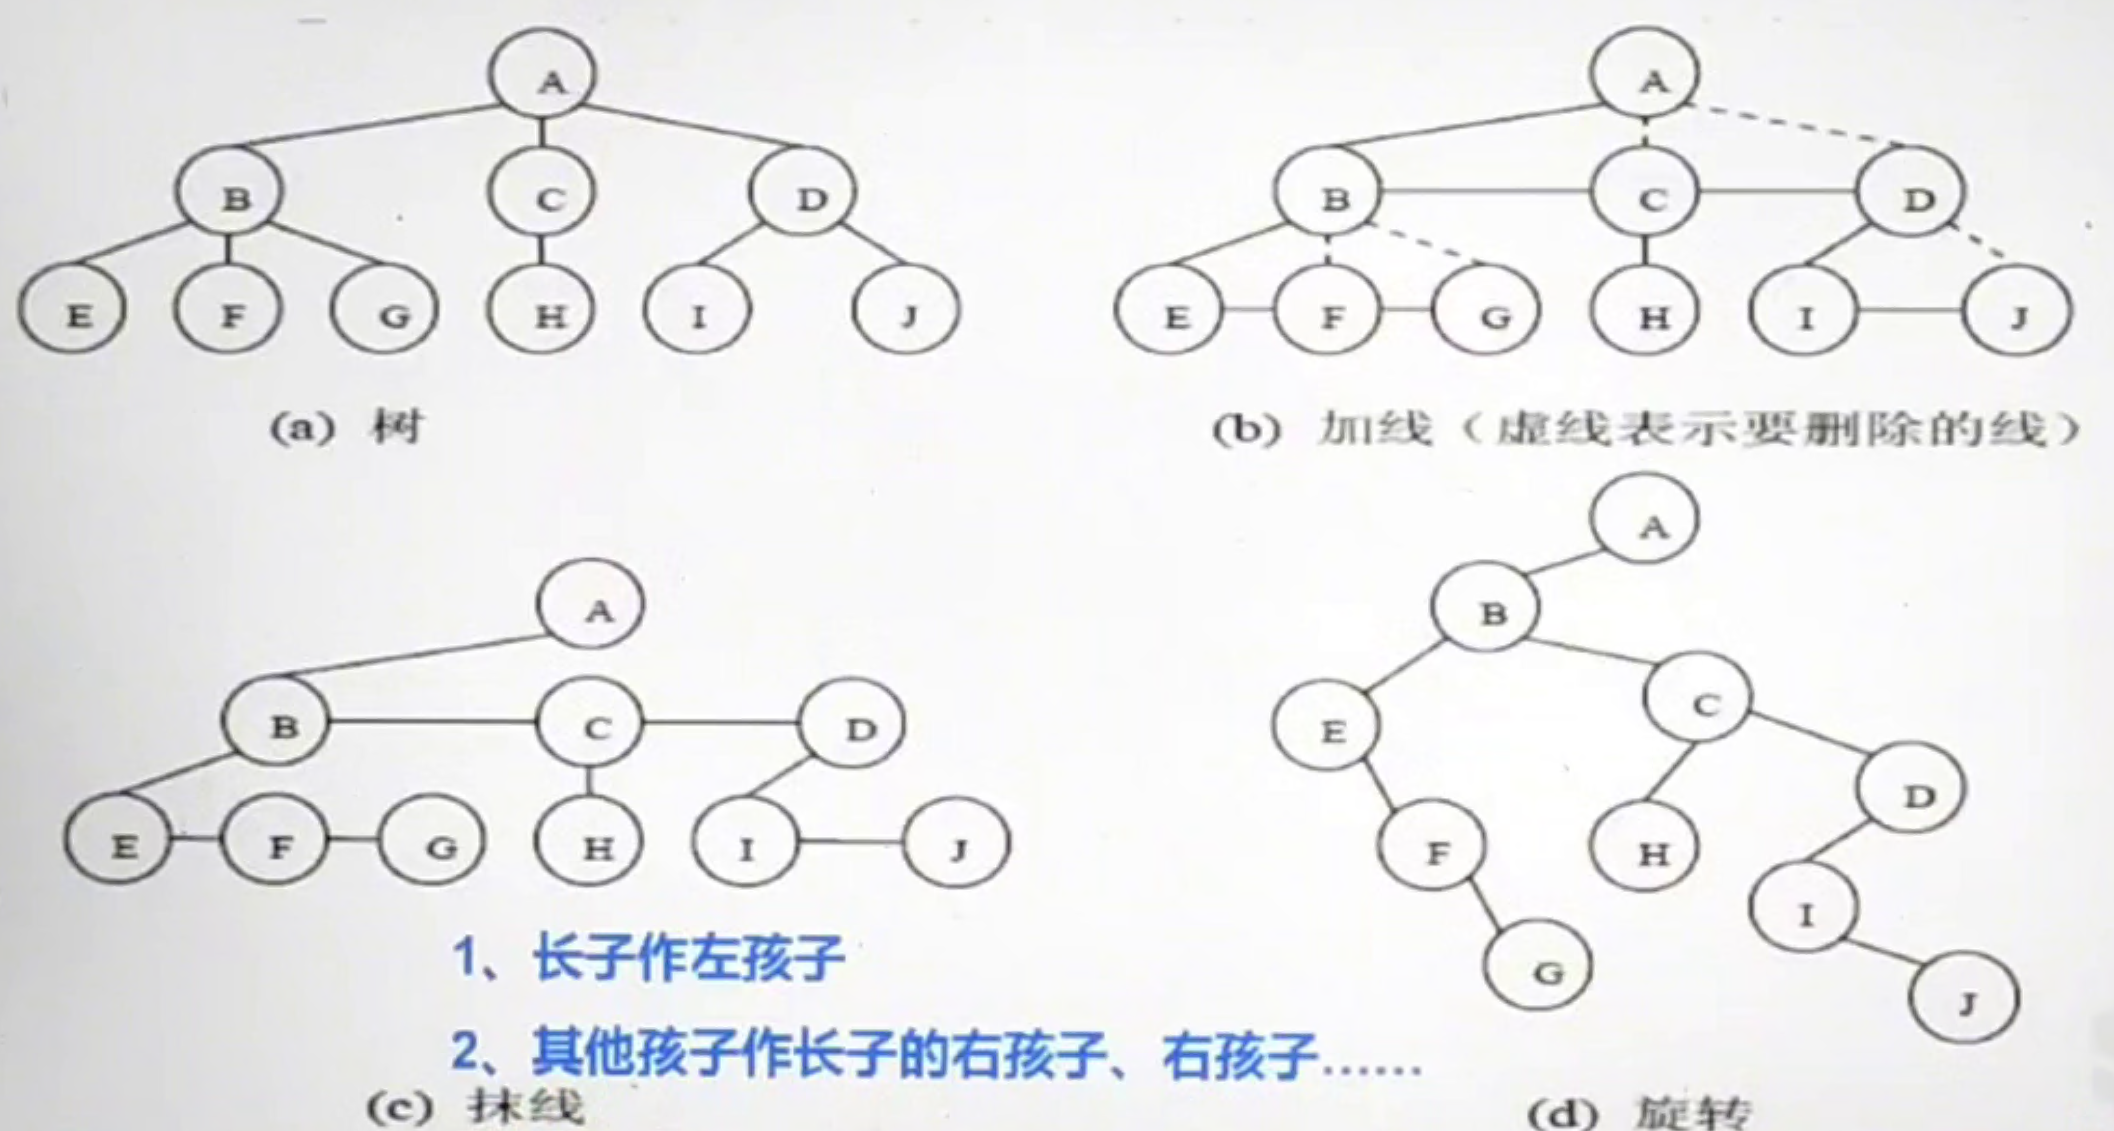 A
B C D
E F G H I J
(a) 树
A
B C D
E F G H I J
(b) 加线（虚线表示要删除的线）
A
B C D
E F G H I J
1、长子作左孩子
2、其他孩子作长子的右孩子、右孩子……
(c) 抹线
A
B
C
E
D
F H
I
G
J
(d) 旋转